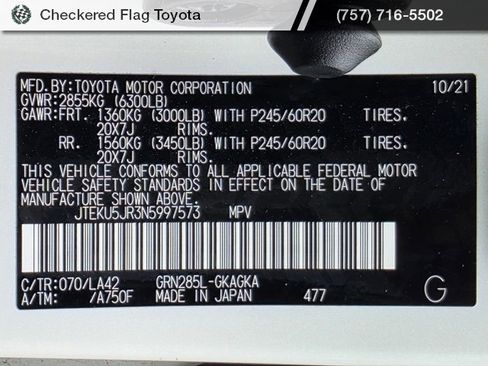 Checkered Flag Toyota (757) 716-5502
MFD.BY:TOYOTA MOTOR CORPORATION 10/21
GVWR:2855KG (6300LB)
GAWR:FRT. 1360KG (3000LB) WITH P245/60R20 TIRES.
20X7J RIMS.
RR. 1560KG (3450LB) WITH P245/60R20 TIRES.
20X7J RIMS.
THIS VEHICLE CONFORMS TO ALL APPLICABLE FEDERAL MOTOR
VEHICLE SAFETY STANDARDS IN EFFECT ON THE DATE OF
MANUFACTURE SHOWN ABOVE.
JTEKU5JR3N5997573 MPV
C/TR:070/LA42 GRN285L-GKAGKA
A/TM: /A750F MADE IN JAPAN 477 G